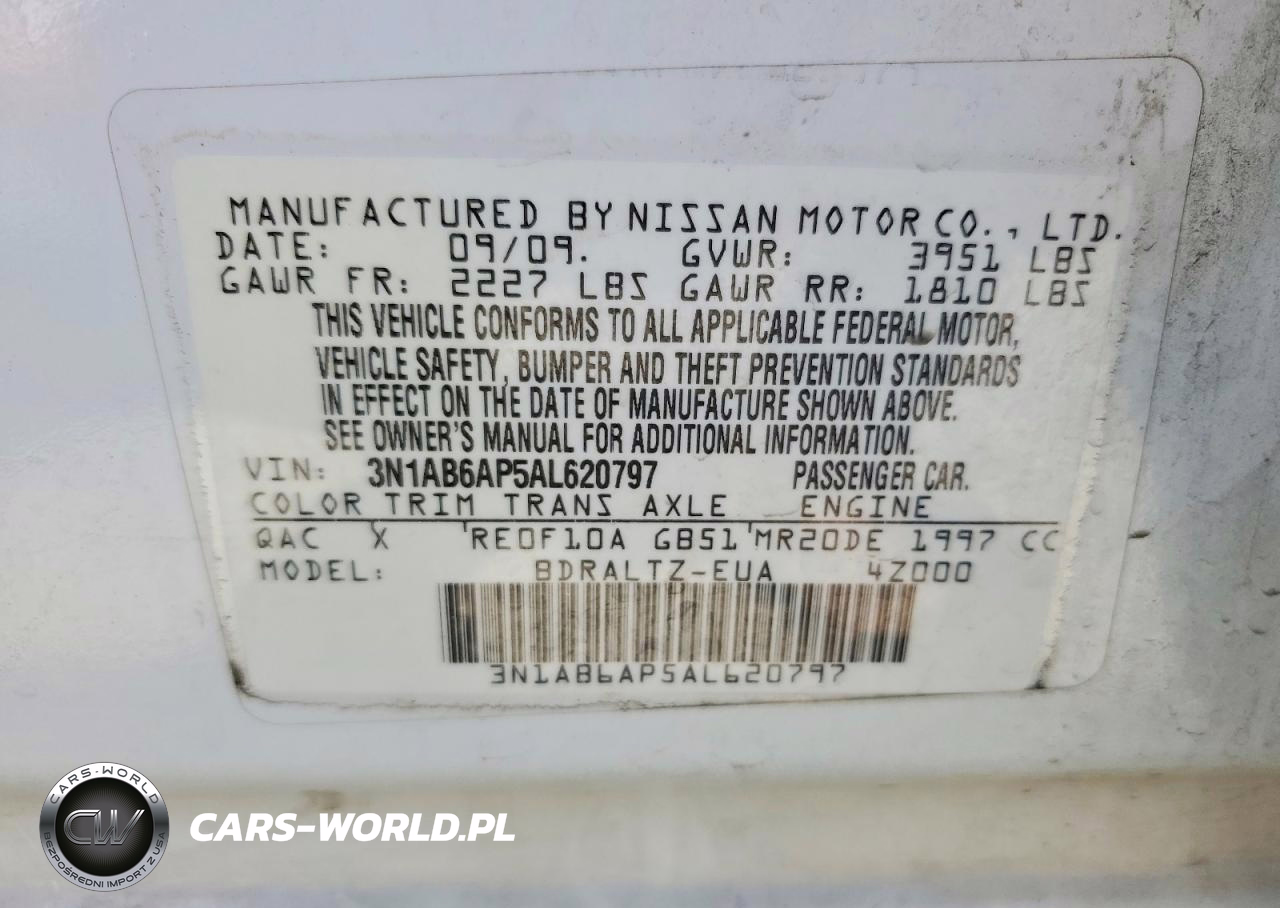 MANUFACTURED BY NISSAN MOTOR CO., LTD.
DATE: 09/09. GVWR: 3951 LBS
GAWR FR: 2227 LBS GAWR RR: 1810 LBS
THIS VEHICLE CONFORMS TO ALL APPLICABLE FEDERAL MOTOR,
VEHICLE SAFETY, BUMPER AND THEFT PREVENTION STANDARDS
IN EFFECT ON THE DATE OF MANUFACTURE SHOWN ABOVE.
SEE OWNER'S MANUAL FOR ADDITIONAL INFORMATION.
VIN: 3N1AB6AP5AL620797 PASSENGER CAR.
COLOR TRIM TRANS AXLE ENGINE
QAC X RE0F10A GB51 MR20DE 1997 CC
MODEL: BDRALTZ-EUA 4Z000
3N1AB6AP5AL620797
CARS-WORLD
CW
BEZPOŚREDNI IMPORT Z USA
CARS-WORLD.PL